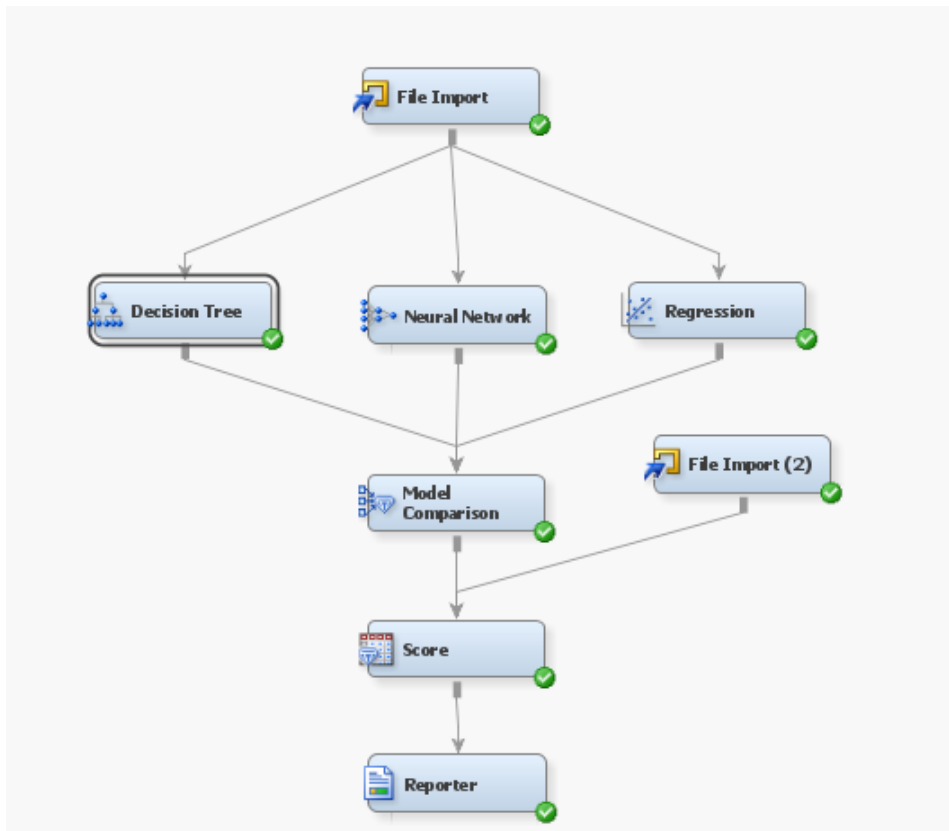 File Import
Decision Tree
Neural Network
Regression
File Import (2)
Model
Comparison
Score
Reporter